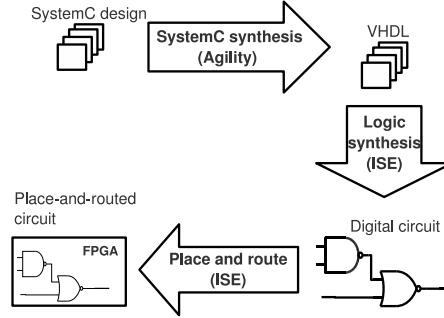 SystemC design
SystemC synthesis
(Agility)
VHDL
Logic
synthesis
(ISE)
Digital circuit
Place and route
(ISE)
Place-and-routed
circuit
FPGA